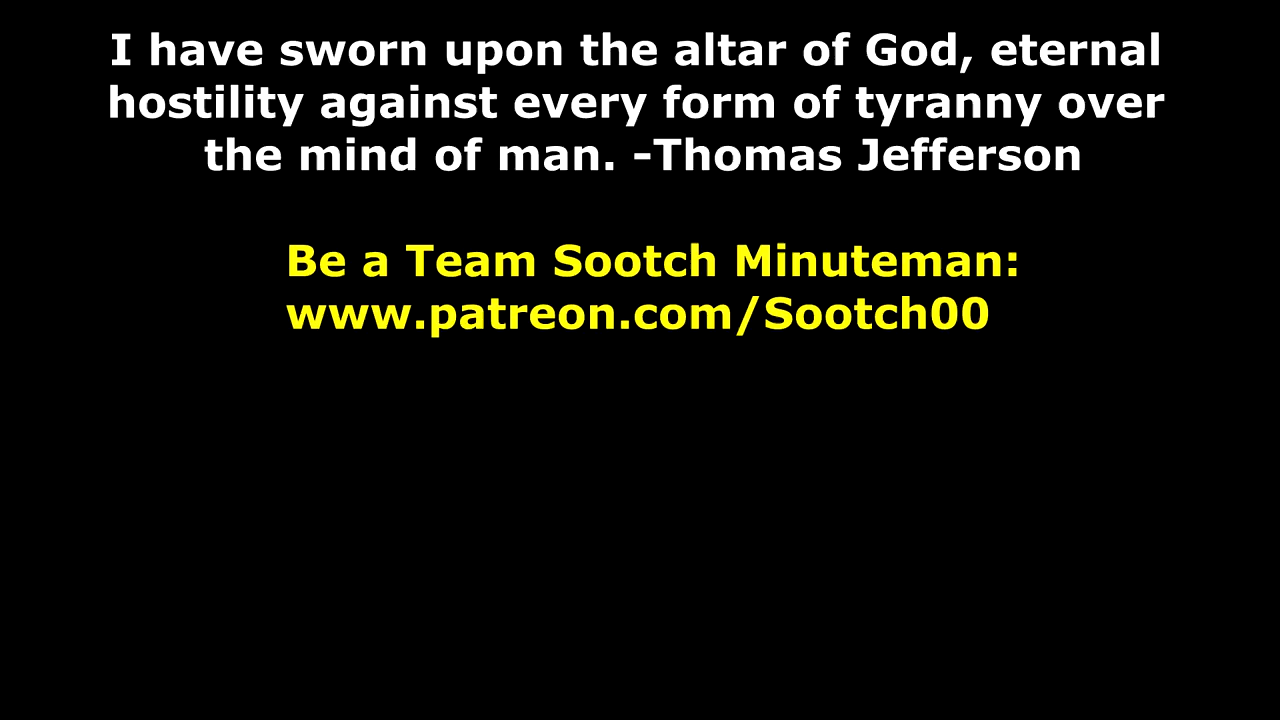 I have sworn upon the altar of God, eternal
hostility against every form of tyranny over
the mind of man. -Thomas Jefferson
Be a Team Sootch Minuteman:
www.patreon.com/Sootch00